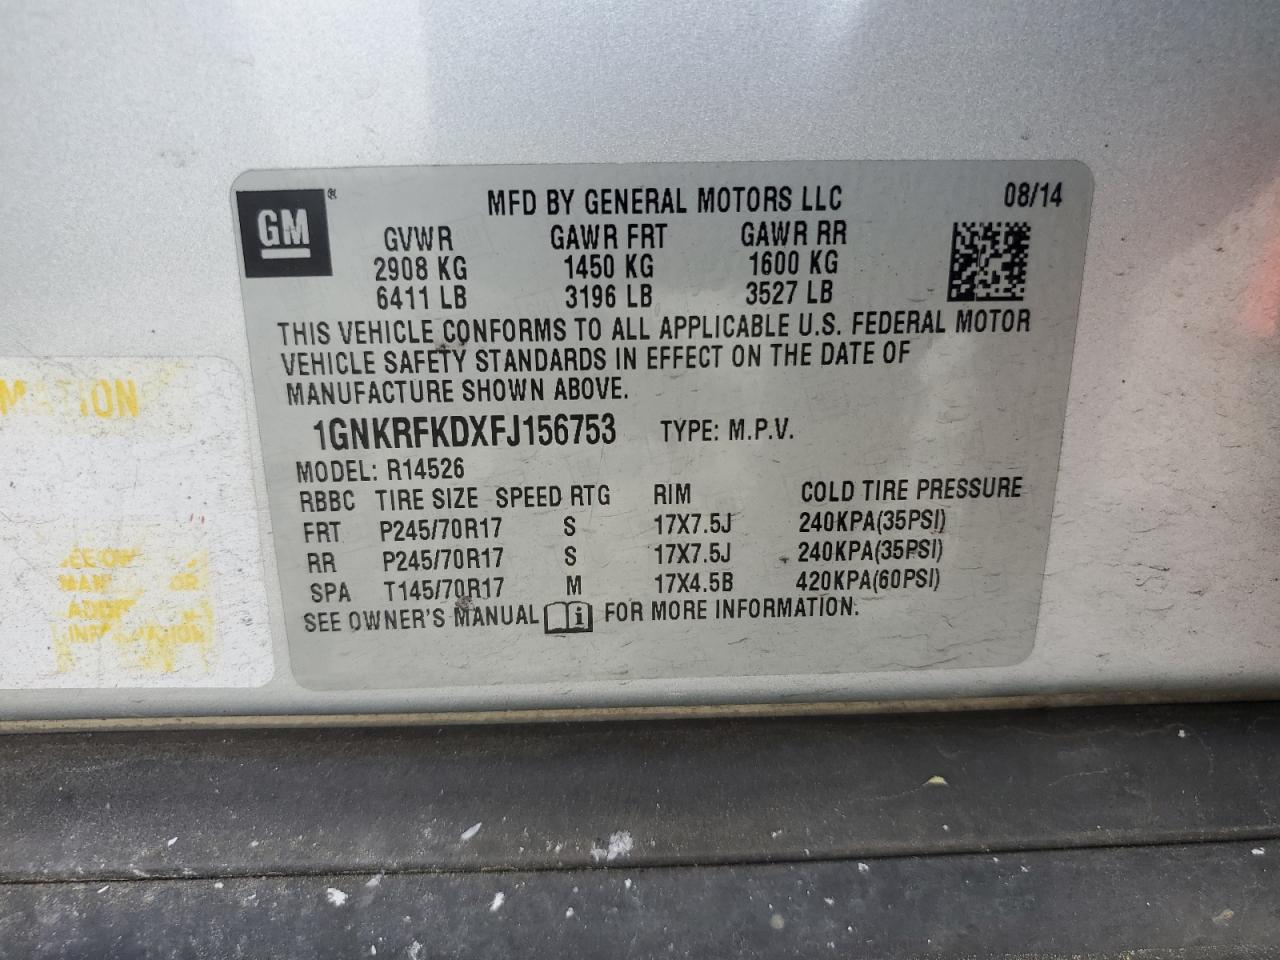 GM ®
MFD BY GENERAL MOTORS LLC 08/14
GVWR GAWR FRT GAWR RR
2908 KG 1450 KG 1600 KG
6411 LB 3196 LB 3527 LB
THIS VEHICLE CONFORMS TO ALL APPLICABLE U.S. FEDERAL MOTOR
VEHICLE SAFETY STANDARDS IN EFFECT ON THE DATE OF
MANUFACTURE SHOWN ABOVE.
1GNKRFKDXFJ156753 TYPE: M.P.V.
MODEL: R14526
RBBC TIRE SIZE SPEED RTG RIM COLD TIRE PRESSURE
FRT P245/70R17 S 17X7.5J 240KPA(35PSI)
RR P245/70R17 S 17X7.5J 240KPA(35PSI)
SPA T145/70R17 M 17X4.5B 420KPA(60PSI)
SEE OWNER'S MANUAL i FOR MORE INFORMATION.